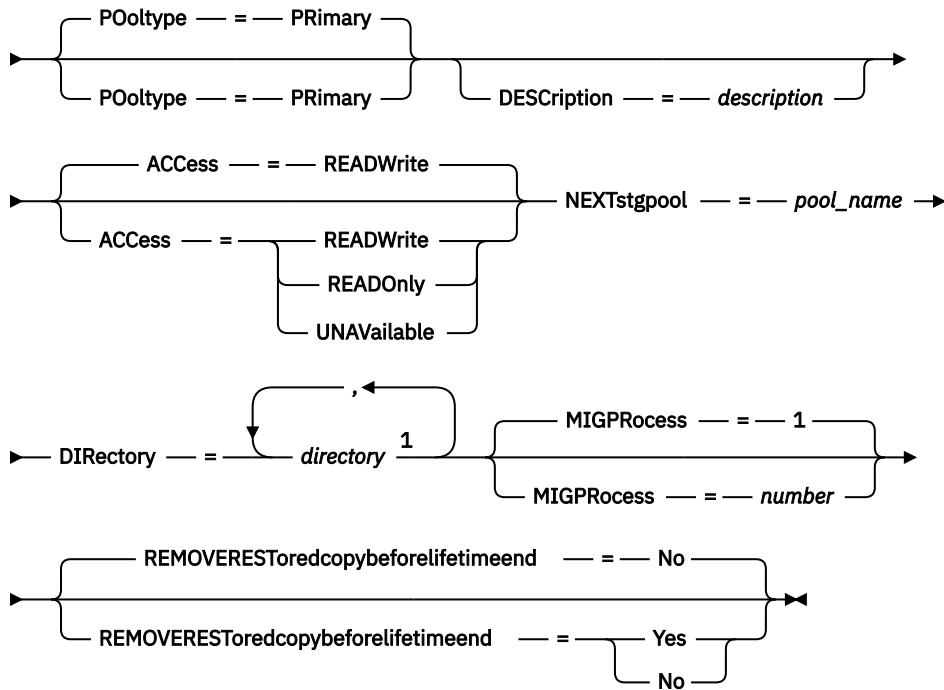 POoltype = PRimary
POoltype = PRimary
DESCription = description
ACCess = READWrite
ACCess = READWrite
READOnly
UNAVailable
NEXTstgpool = pool_name
,
DIRectory = directory 1
MIGPRocess = 1
MIGPRocess = number
REMOVERESToredcopybeforelifetimeend = No
REMOVERESToredcopybeforelifetimeend = Yes
No